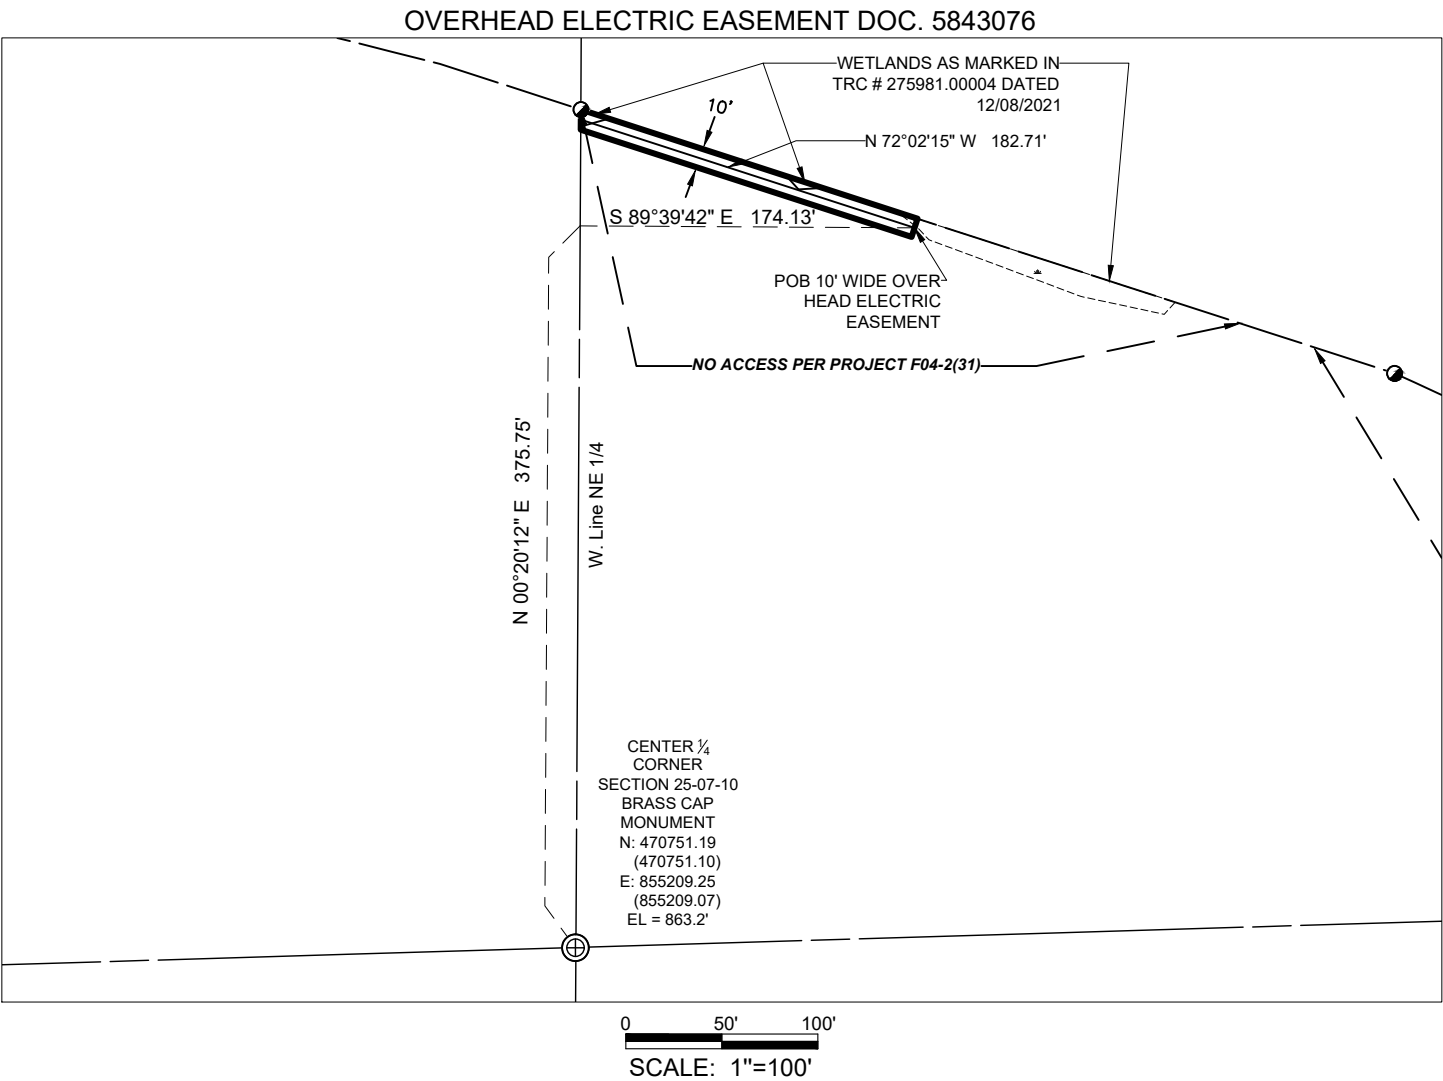 OVERHEAD ELECTRIC EASEMENT DOC. 5843076
WETLANDS AS MARKED IN
TRC # 275981.00004 DATED
12/08/2021
10'
N 72°02'15" W 182.71'
S 89°39'42" E 174.13'
POB 10' WIDE OVER
HEAD ELECTRIC
EASEMENT
NO ACCESS PER PROJECT F04-2(31)
N 00°20'12" E 375.75'
W. Line NE 1/4
CENTER ¼
CORNER
SECTION 25-07-10
BRASS CAP
MONUMENT
N: 470751.19
(470751.10)
E: 855209.25
(855209.07)
EL = 863.2'
0 50' 100'
SCALE: 1"=100'